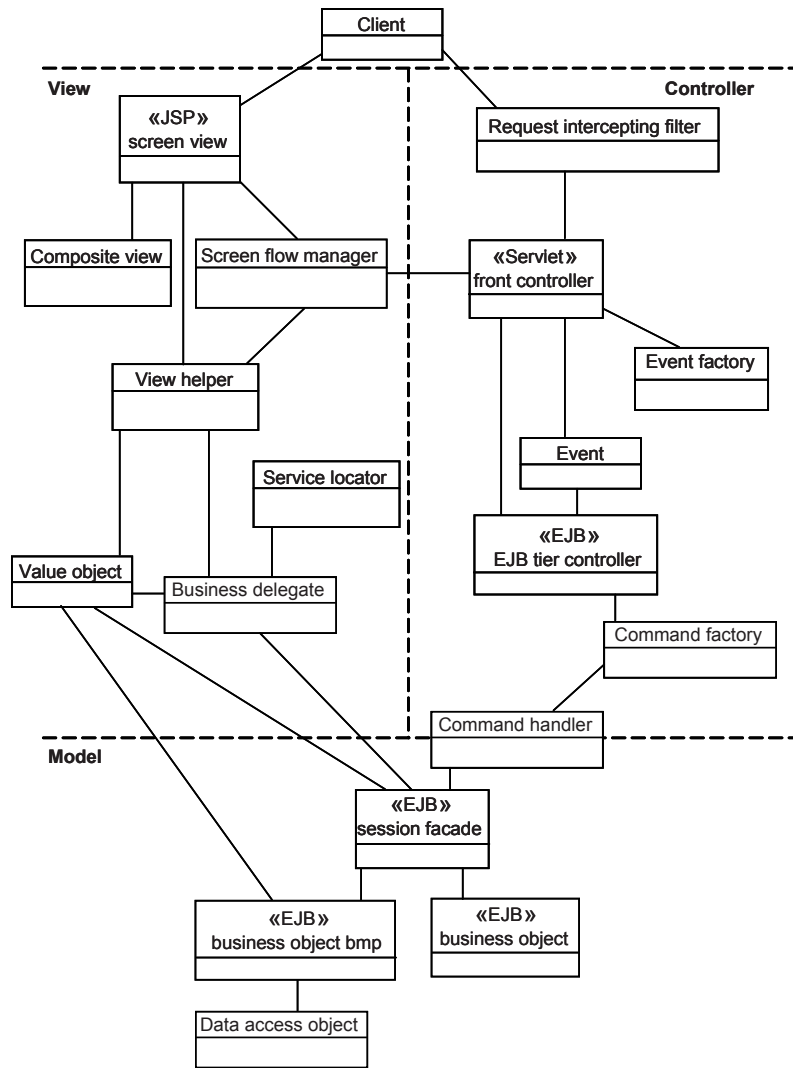 Client
View
Controller
«JSP»
screen view
Request intercepting filter
Composite view
Screen flow manager
«Servlet»
front controller
Event factory
View helper
Event
Service locator
«EJB»
EJB tier controller
Value object
Business delegate
Command factory
Command handler
Model
«EJB»
session facade
«EJB»
business object bmp
«EJB»
business object
Data access object